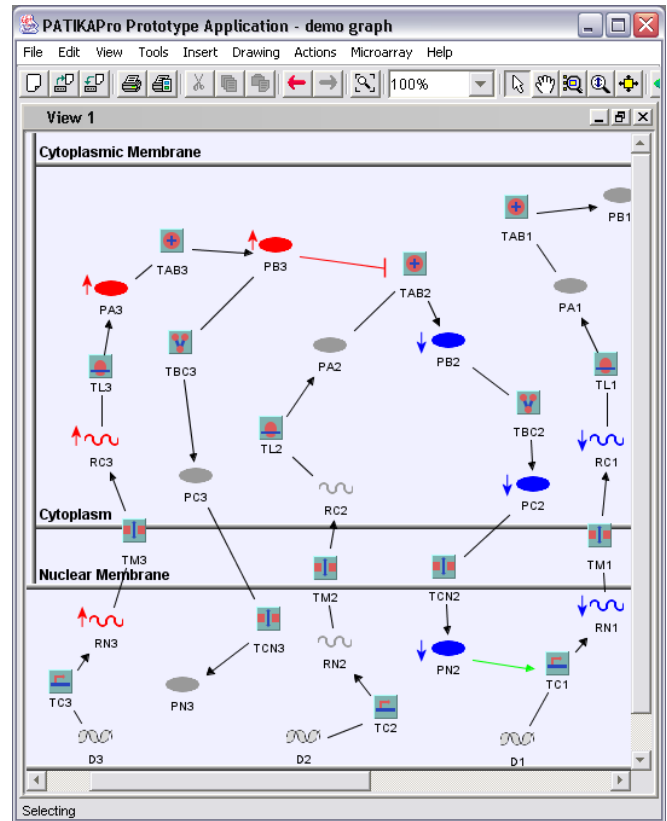 PATIKAPro Prototype Application - demo graph
File Edit View Tools Insert Drawing Actions Microarray Help
100%
View 1
Cytoplasmic Membrane
PB1
TAB1
PB3
TAB3
TAB2
PA3
PA1
PB2
PA2
TBC3
TL3
TL1
TBC2
TL2
RC3
RC1
PC3
PC2
RC2
Cytoplasm
TM3
TM1
Nuclear Membrane
TM2
TCN2
RN3
RN1
TCN3
RN2
PN2
TC1
TC3
PN3
TC2
D3
D2
D1
Selecting